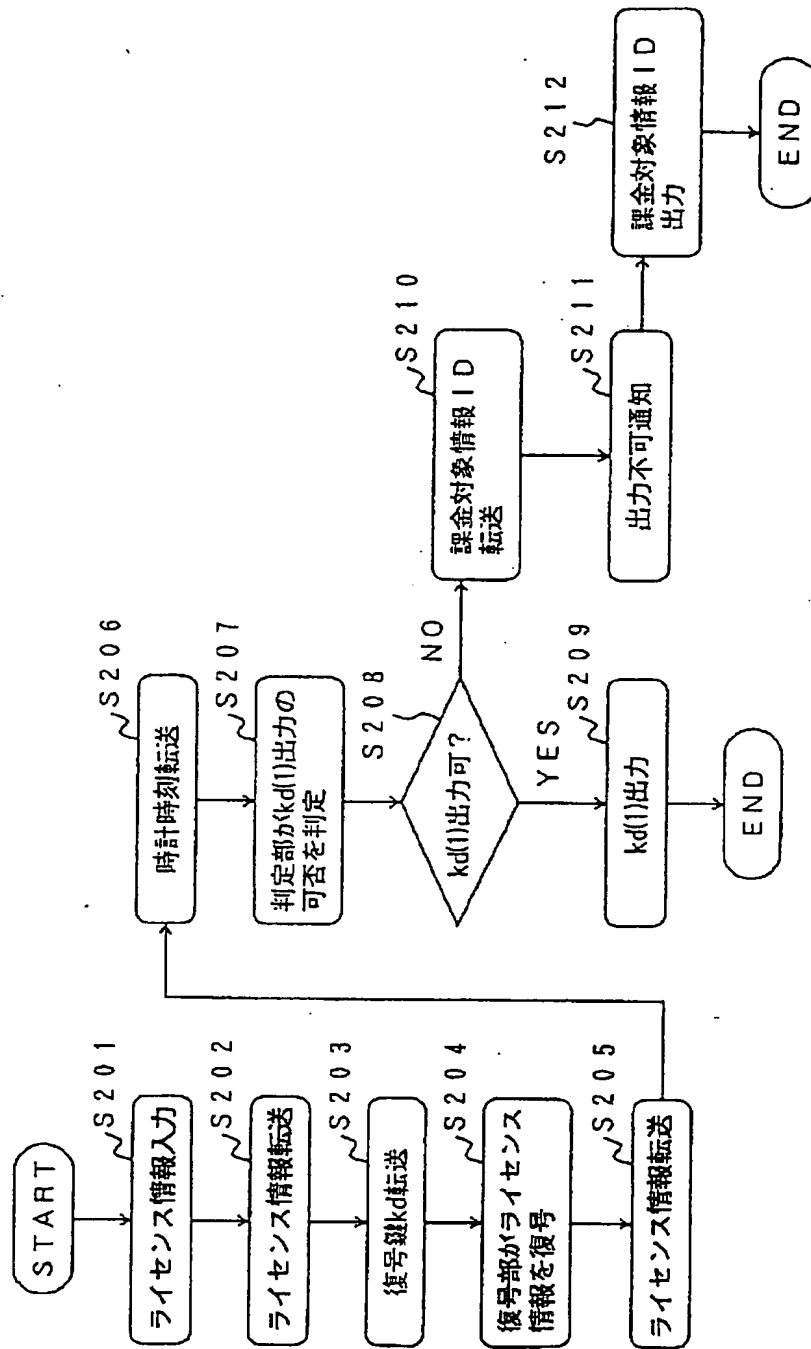 START
S201
ライセンス情報入力
S202
ライセンス情報転送
S203
復号鍵kd転送
S204
復号部がライセンス
情報を復号
S205
ライセンス情報転送
S206
時計時刻転送
S207
判定部がkd(1)出力の
可否を判定
S208
kd(1)出力可?
NO
YES
S209
kd(1)出力
END
S210
課金対象情報ID
転送
S211
出力不可通知
S212
課金対象情報ID
出力
END